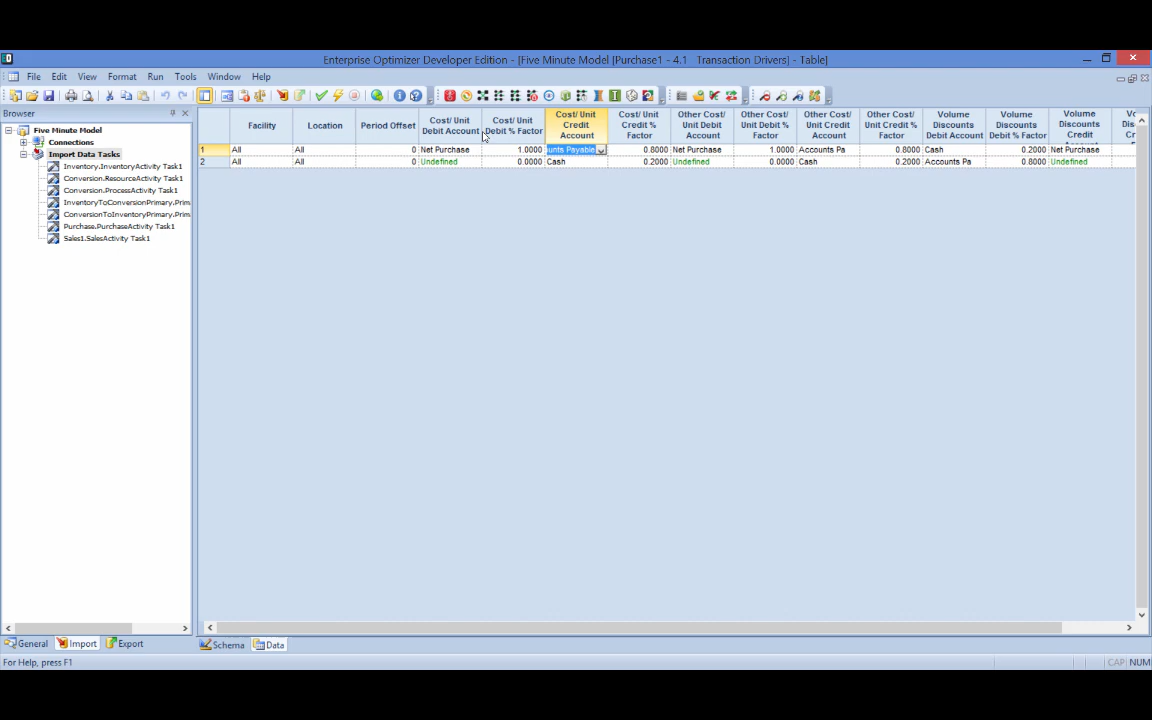 Enterprise Optimizer Developer Edition - [Five Minute Model [Purchase1 - 4.1 Transaction Drivers] - Table]
File Edit View Format Run Tools Window Help
Browser
Five Minute Model
Connections
Import Data Tasks
Inventory.InventoryActivity Task1
Conversion.ResourceActivity Task1
Conversion.ProcessActivity Task1
InventoryToConversionPrimary.Prim
ConversionToInventoryPrimary.Prim
Purchase.PurchaseActivity Task1
Sales1.SalesActivity Task1
Facility
Location
Period Offset
Cost/ Unit
Debit Account
Cost/ Unit
Debit % Factor
Cost/ Unit
Credit
Account
Cost/ Unit
Credit %
Factor
Other Cost/
Unit Debit
Account
Other Cost/
Unit Debit %
Factor
Other Cost/
Unit Credit
Account
Other Cost/
Unit Credit %
Factor
Volume
Discounts
Debit Account
Volume
Discounts
Debit % Factor
Volume
Discounts
Credit
1 All All 0 Net Purchase 1.0000 unts Payable 0.8000 Net Purchase 1.0000 Accounts Pa 0.8000 Cash 0.2000 Net Purchase
2 All All 0 Undefined 0.0000 Cash 0.2000 Undefined 0.0000 Cash 0.2000 Accounts Pa 0.8000 Undefined
General Import Export
Schema Data
For Help, press F1
CAP NUM